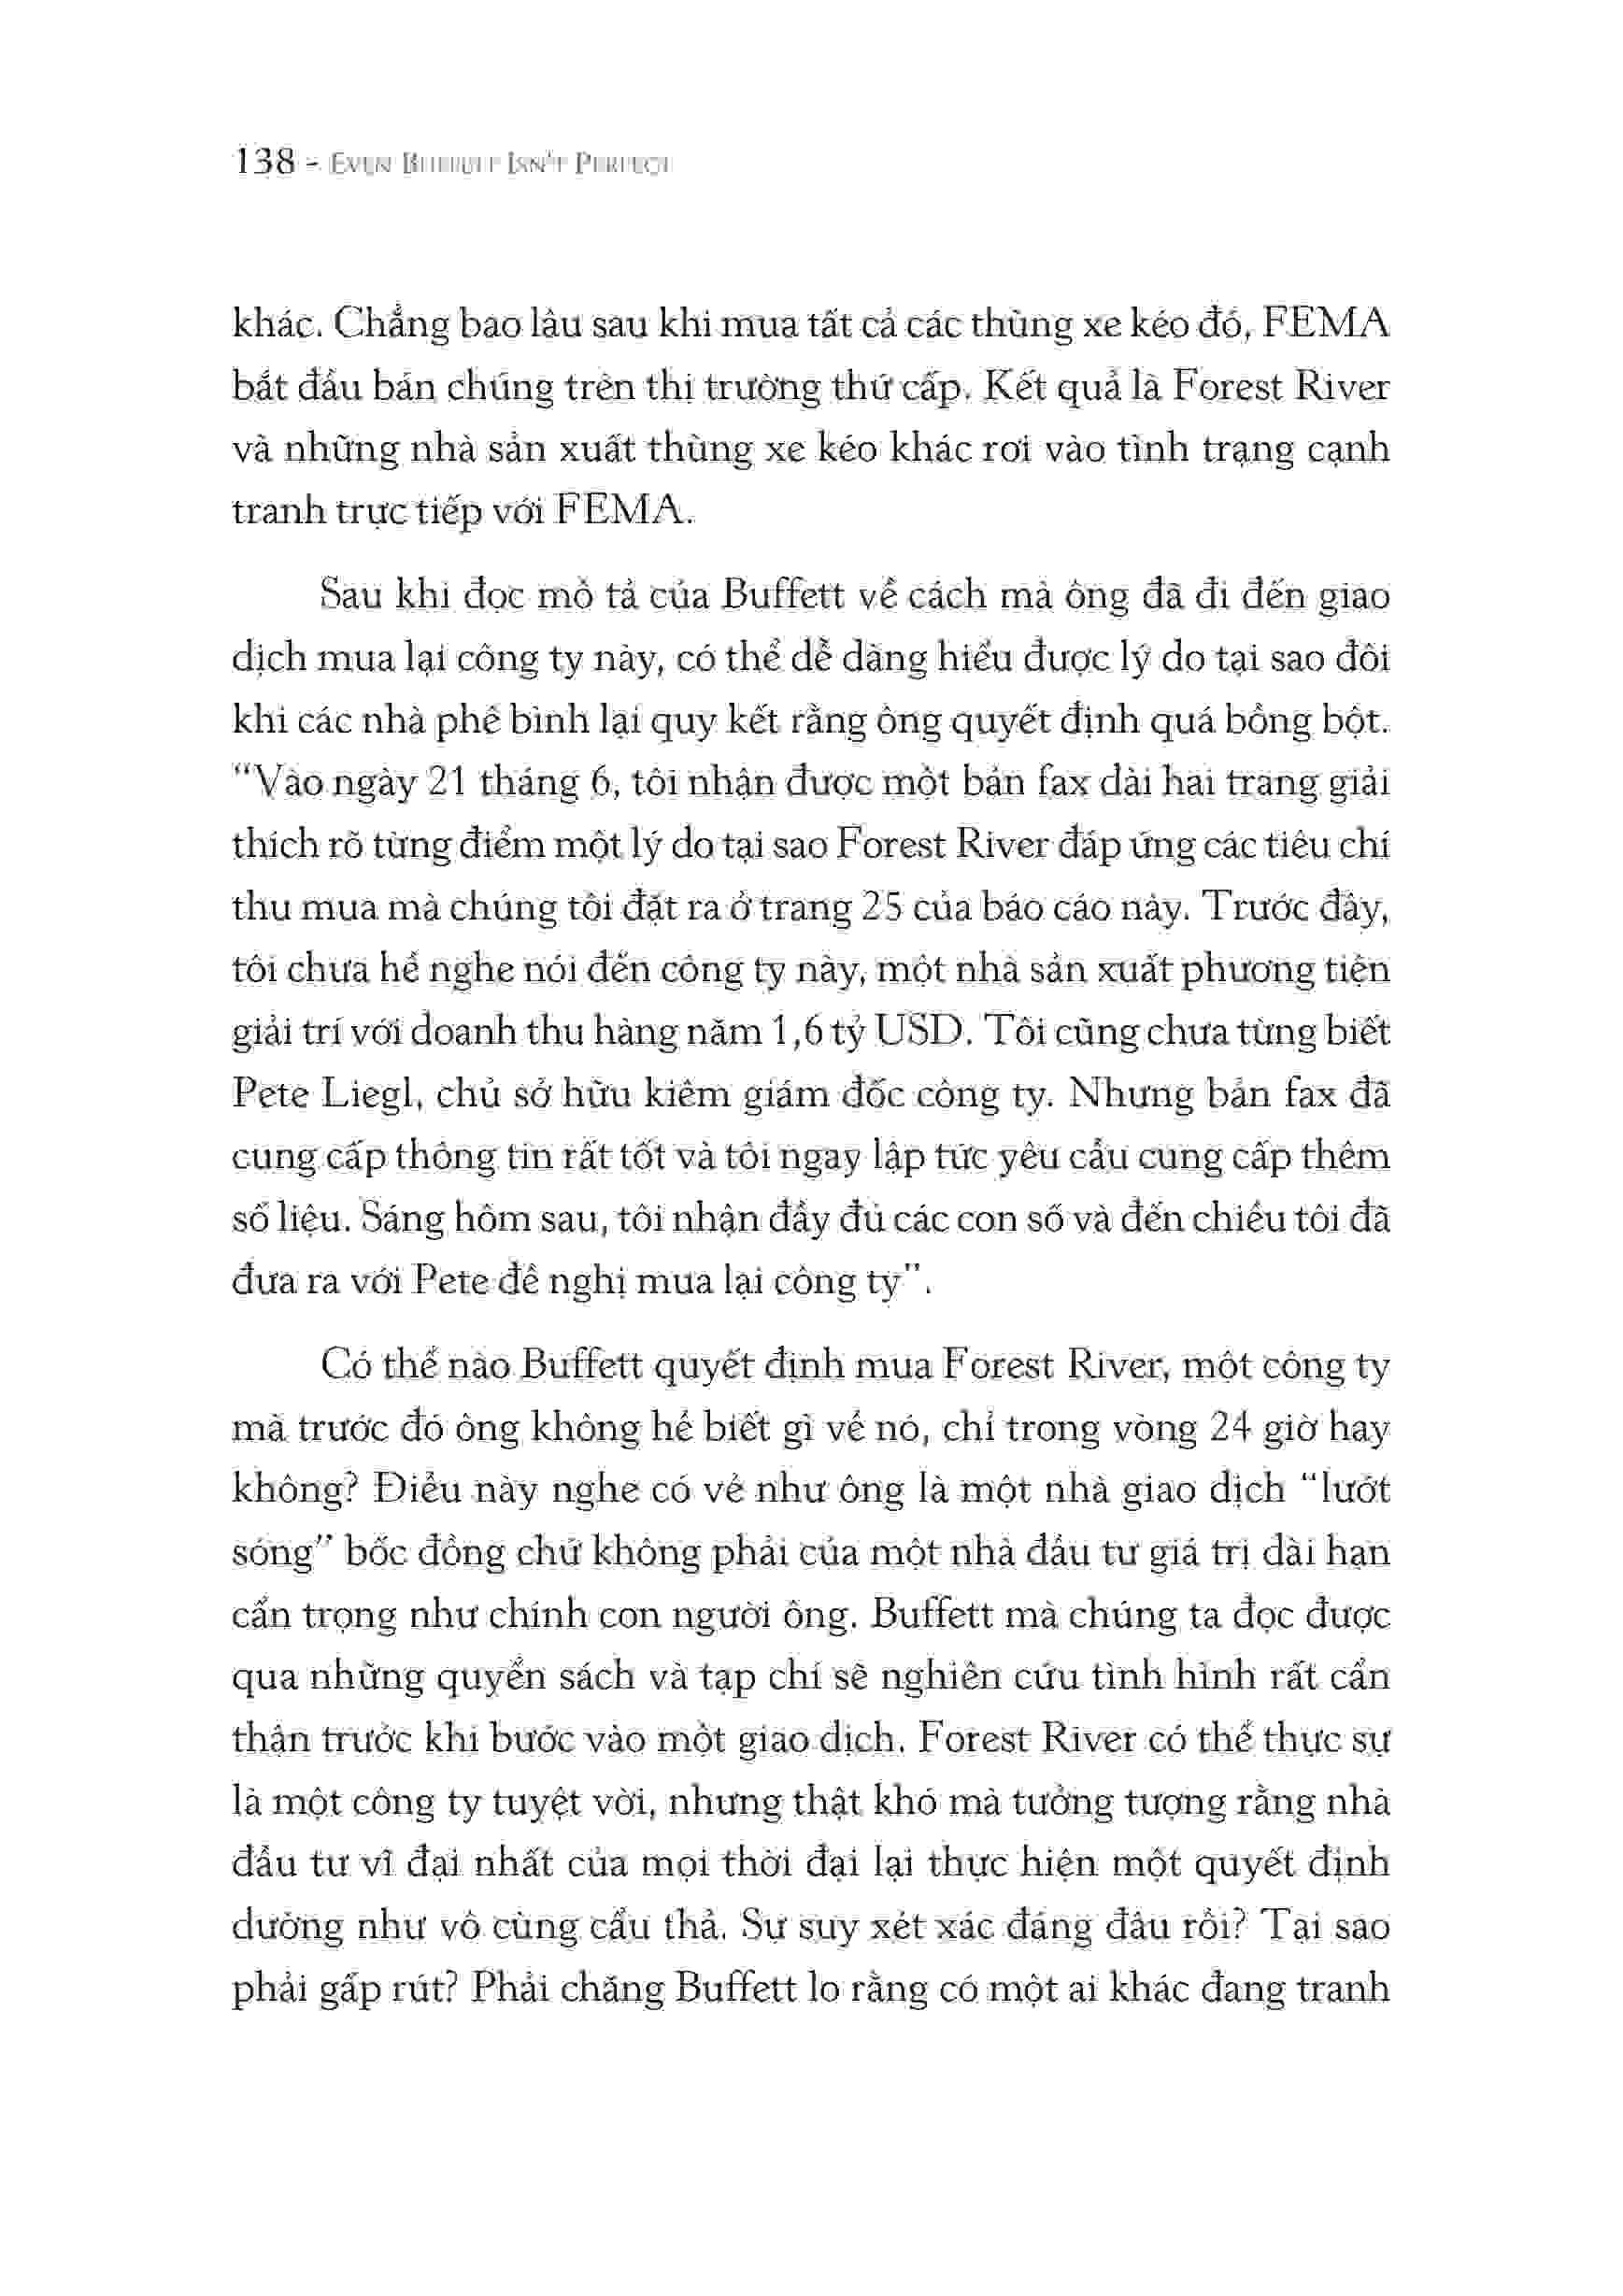 138 - EVEN BUFFETT ISN'T PERFECT
khác. Chẳng bao lâu sau khi mua tất cả các thùng xe kéo đó, FEMA
bắt đầu bán chúng trên thị trường thứ cấp. Kết quả là Forest River
và những nhà sản xuất thùng xe kéo khác rơi vào tình trạng cạnh
tranh trực tiếp với FEMA.
Sau khi đọc mô tả của Buffett về cách mà ông đã đi đến giao
dịch mua lại công ty này, có thể dễ dàng hiểu được lý do tại sao đôi
khi các nhà phê bình lại quy kết rằng ông quyết định quá bồng bột.
“Vào ngày 21 tháng 6, tôi nhận được một bản fax dài hai trang giải
thích rõ từng điểm một lý do tại sao Forest River đáp ứng các tiêu chí
thu mua mà chúng tôi đặt ra ở trang 25 của báo cáo này. Trước đây,
tôi chưa hề nghe nói đến công ty này, một nhà sản xuất phương tiện
giải trí với doanh thu hàng năm 1,6 tỷ USD. Tôi cũng chưa từng biết
Pete Liegl, chủ sở hữu kiêm giám đốc công ty. Nhưng bản fax đã
cung cấp thông tin rất tốt và tôi ngay lập tức yêu cầu cung cấp thêm
số liệu. Sáng hôm sau, tôi nhận đầy đủ các con số và đến chiều tôi đã
đưa ra với Pete đề nghị mua lại công ty”.
Có thể nào Buffett quyết định mua Forest River, một công ty
mà trước đó ông không hề biết gì về nó, chỉ trong vòng 24 giờ hay
không? Điều này nghe có vẻ như ông là một nhà giao dịch “lướt
sóng” bốc đồng chứ không phải của một nhà đầu tư giá trị dài hạn
cẩn trọng như chính con người ông. Buffett mà chúng ta đọc được
qua những quyển sách và tạp chí sẽ nghiên cứu tình hình rất cẩn
thận trước khi bước vào một giao dịch. Forest River có thể thực sự
là một công ty tuyệt vời, nhưng thật khó mà tưởng tượng rằng nhà
đầu tư vĩ đại nhất của mọi thời đại lại thực hiện một quyết định
dường như vô cùng cẩu thả. Sự suy xét xác đáng đâu rồi? Tại sao
phải gấp rút? Phải chăng Buffett lo rằng có một ai khác đang tranh